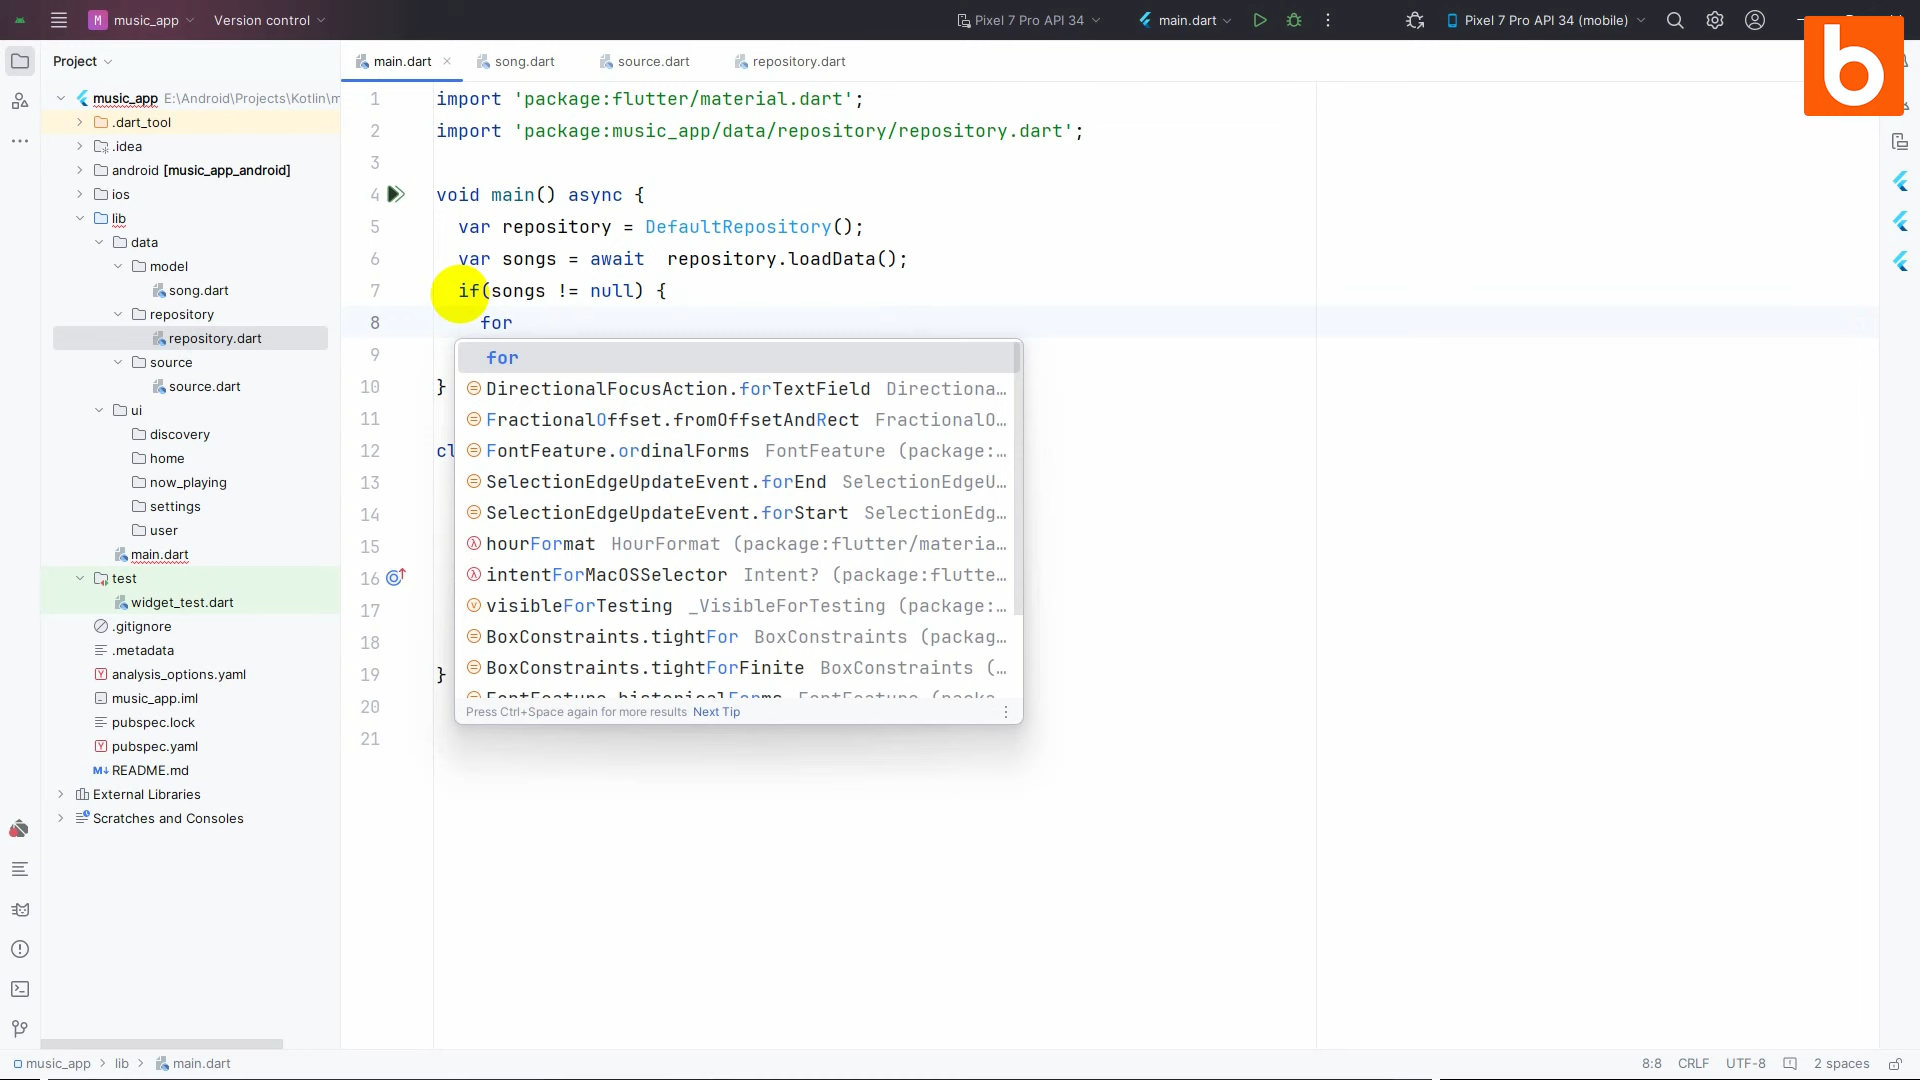 M music_app Version control Pixel 7 Pro API 34 main.dart Pixel 7 Pro API 34 (mobile)
b
Project
main.dart song.dart source.dart repository.dart
music_app E:\Android\Projects\Kotlin\m
.dart_tool
.idea
android [music_app_android]
ios
lib
data
model
song.dart
repository
repository.dart
source
source.dart
ui
discovery
home
now_playing
settings
user
main.dart
test
widget_test.dart
.gitignore
.metadata
analysis_options.yaml
music_app.iml
pubspec.lock
pubspec.yaml
README.md
External Libraries
Scratches and Consoles
1 import 'package:flutter/material.dart';
2 import 'package:music_app/data/repository/repository.dart';
3
4 void main() async {
5 var repository = DefaultRepository();
6 var songs = await  repository.loadData();
7 if(songs != null) {
8 for
9
10 }
11
12 cl
13
14
15
16
17
18
19 }
20
21
for
DirectionalFocusAction.forTextField Directiona…
FractionalOffset.fromOffsetAndRect FractionalO…
FontFeature.ordinalForms FontFeature (package:…
SelectionEdgeUpdateEvent.forEnd SelectionEdgeU…
SelectionEdgeUpdateEvent.forStart SelectionEdg…
hourFormat HourFormat (package:flutter/materia…
intentForMacOSSelector Intent? (package:flutte…
visibleForTesting _VisibleForTesting (package:…
BoxConstraints.tightFor BoxConstraints (packag…
BoxConstraints.tightForFinite BoxConstraints (…
FontFeature.historicalForms FontFeature (packa…
Press Ctrl+Space again for more results Next Tip
music_app > lib > main.dart
8:8 CRLF UTF-8 2 spaces